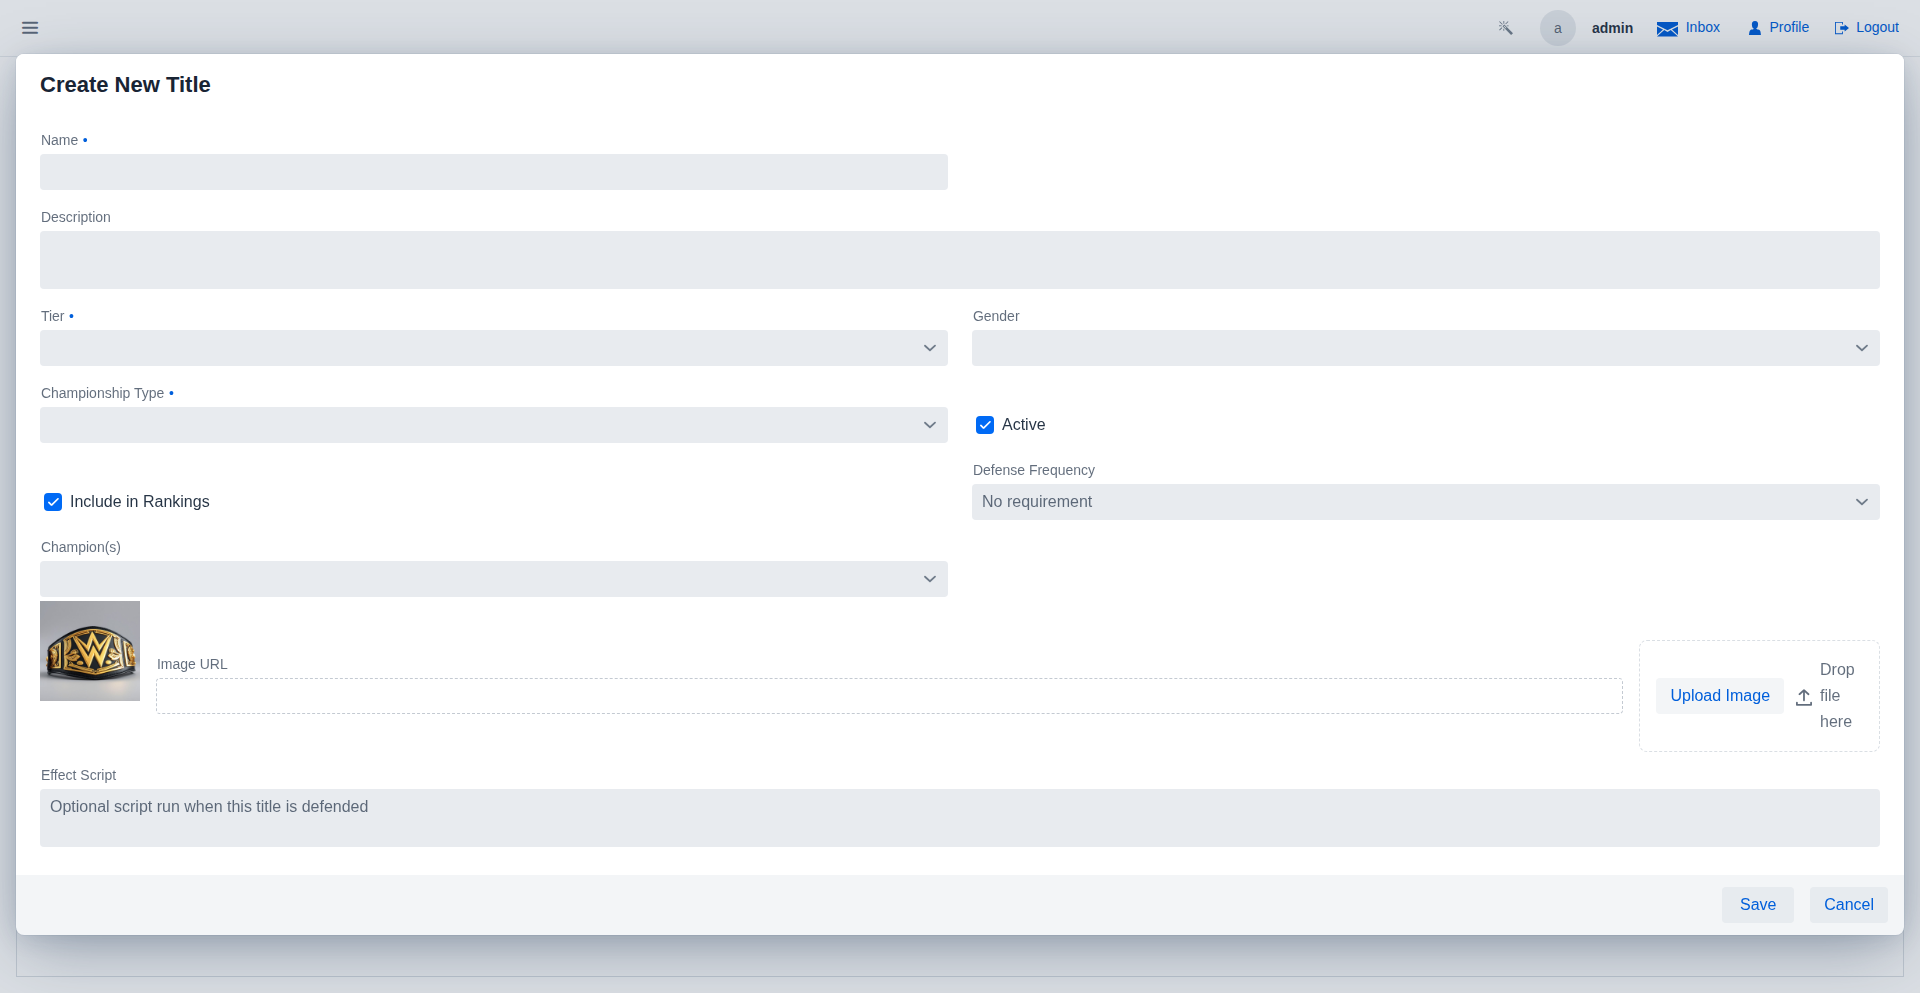 a admin Inbox Profile Logout
Create New Title
Name •
Description
Tier •
Gender
Championship Type •
Active
Include in Rankings
Defense Frequency
No requirement
Champion(s)
W
Image URL
Upload Image
Drop file here
Effect Script
Optional script run when this title is defended
Save
Cancel